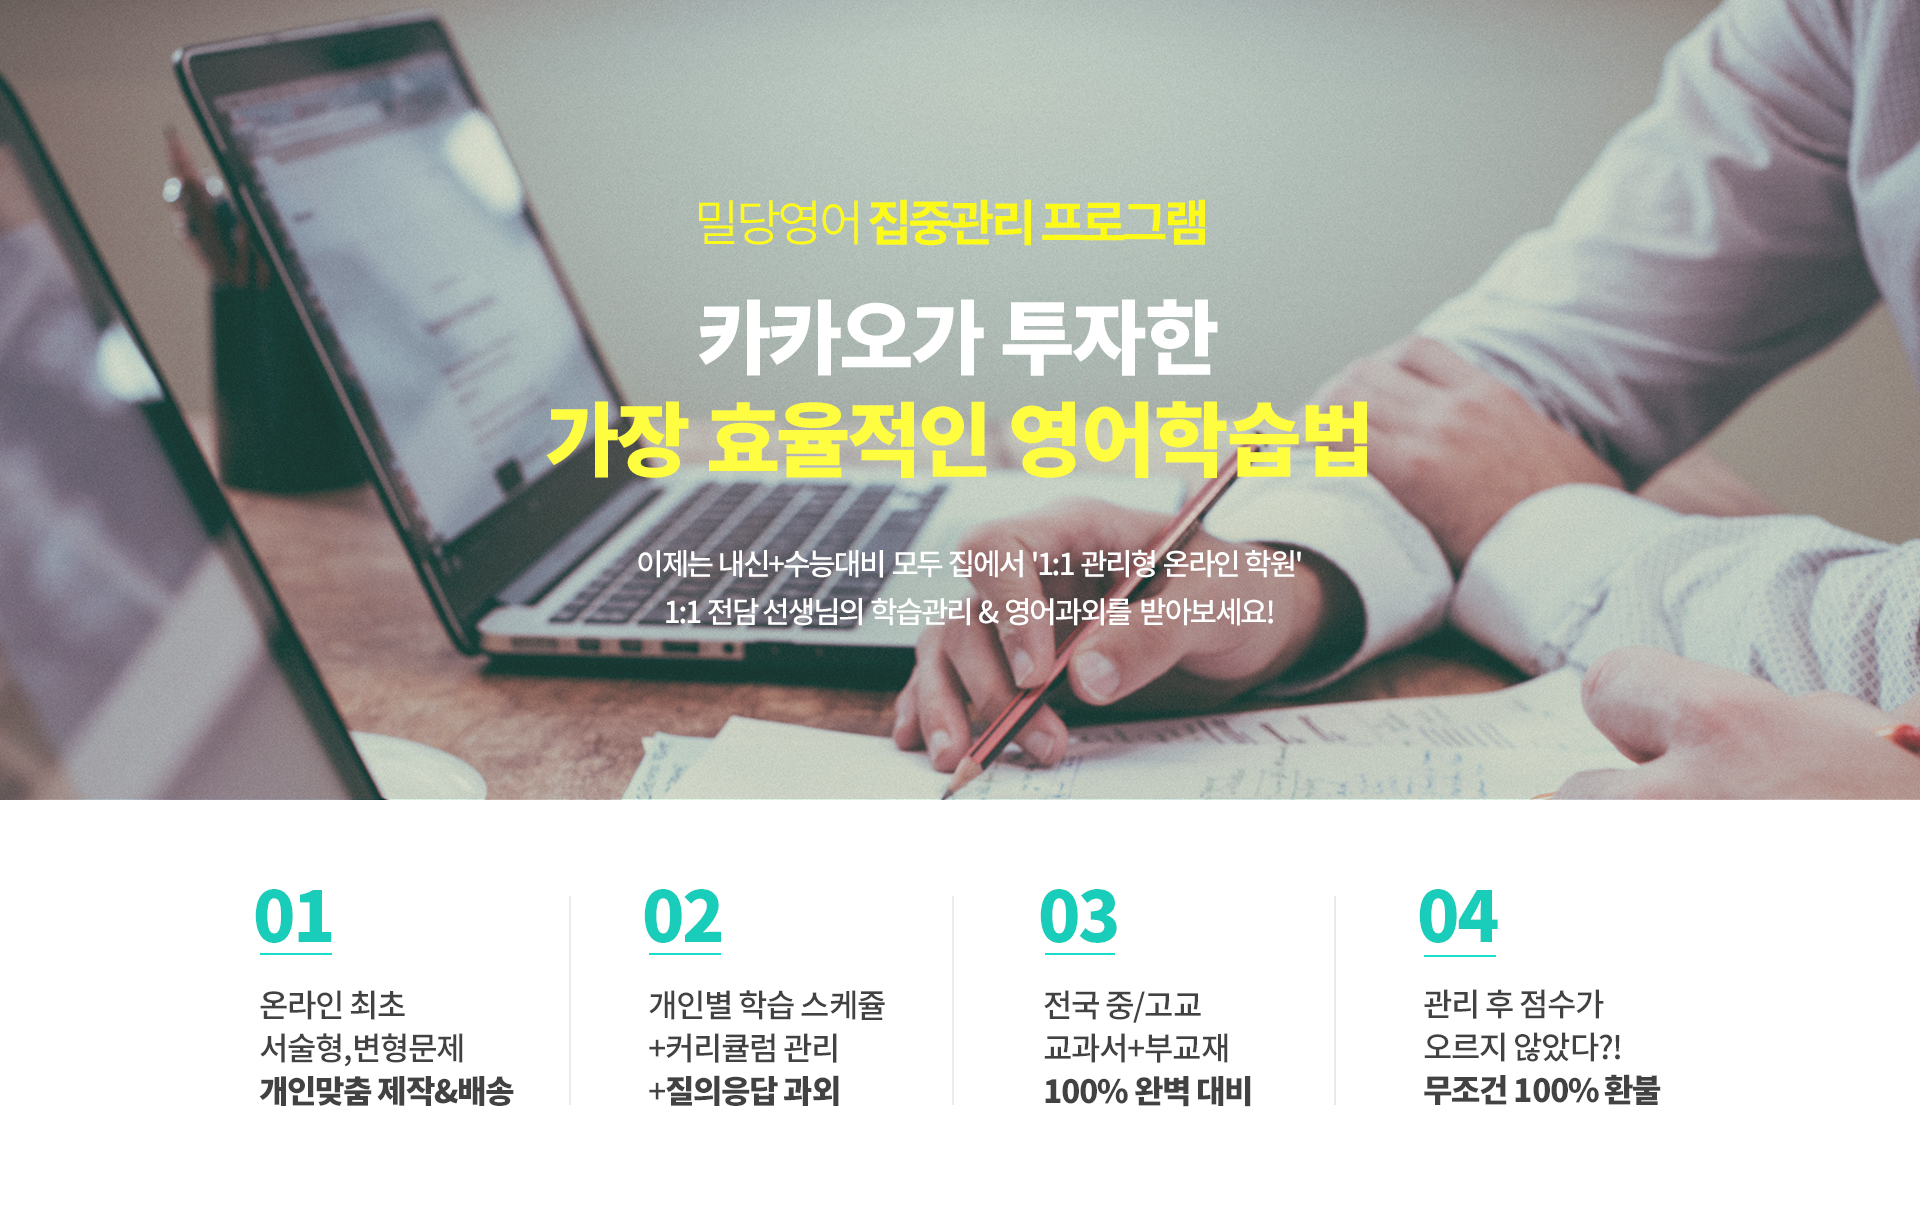 밀당영어 집중관리 프로그램
카카오가 투자한
가장 효율적인 영어학습법
이제는 내신+수능대비 모두 집에서 '1:1 관리형 온라인 학원'
1:1 전담 선생님의 학습관리 & 영어과외를 받아보세요!
01
온라인 최초
서술형,변형문제
개인맞춤 제작&배송
02
개인별 학습 스케쥴
+커리큘럼 관리
+질의응답 과외
03
전국 중/고교
교과서+부교재
100% 완벽 대비
04
관리 후 점수가
오르지 않았다?!
무조건 100% 환불